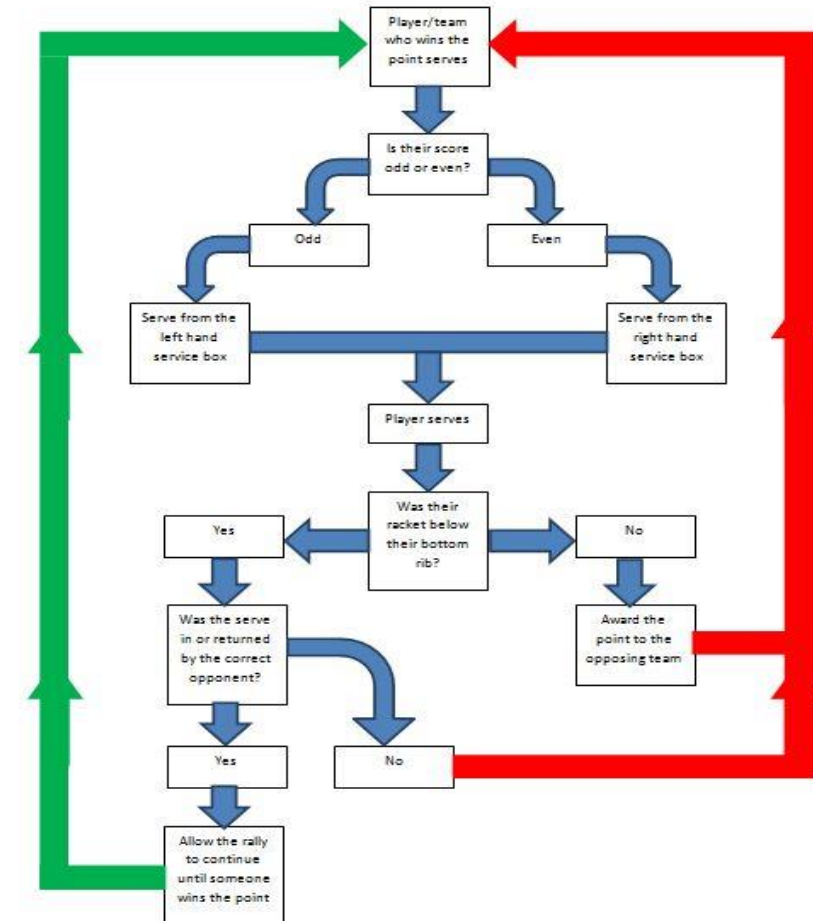 Player/team
who wins the
point serves
Is their score
odd or even?
Odd
Even
Serve from the
left hand
service box
Serve from the
right hand
service box
Player serves
Was their
racket below
their bottom
rib?
Yes
No
Was the serve
in or returned
by the correct
opponent?
Award the
point to the
opposing team
Yes
No
Allow the rally
to continue
until someone
wins the point